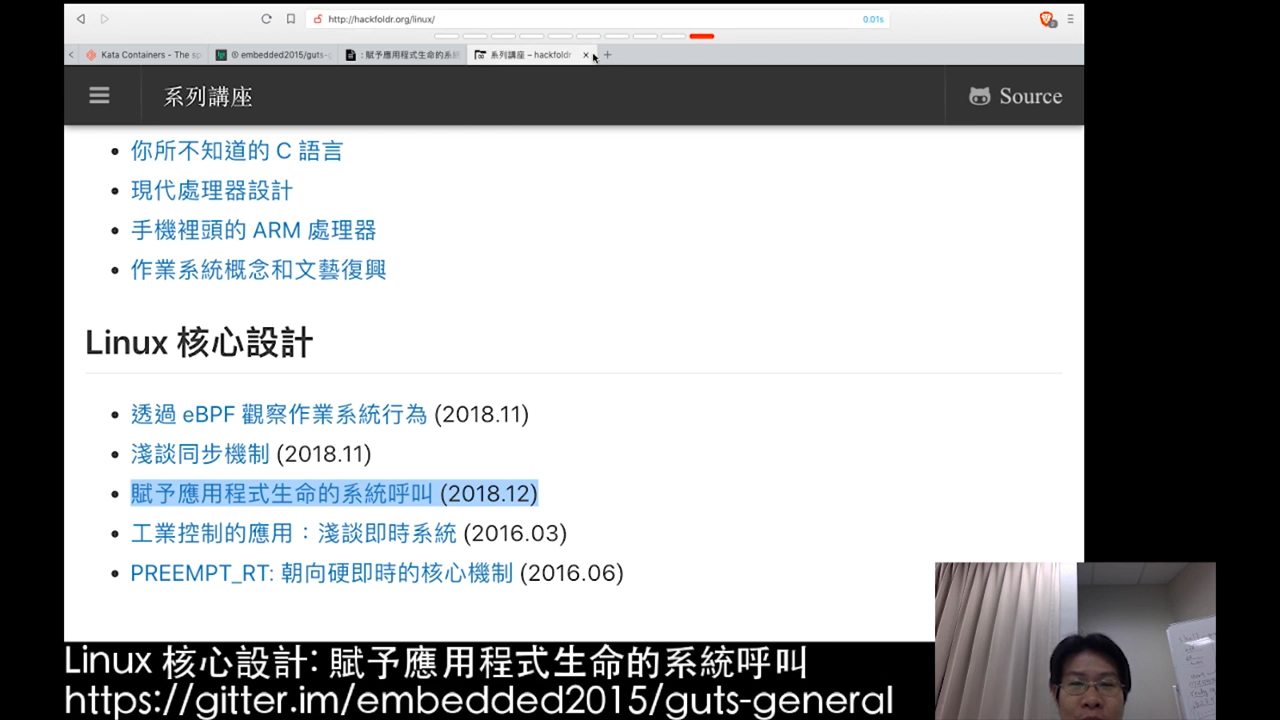 http://hackfoldr.org/linux/
0.01s
Kata Containers - The sp
embedded2015/guts-g
: 賦予應用程式生命的系統
系列講座 – hackfoldr
系列講座
Source
你所不知道的 C 語言
現代處理器設計
手機裡頭的 ARM 處理器
作業系統概念和文藝復興
Linux 核心設計
透過 eBPF 觀察作業系統行為 (2018.11)
淺談同步機制 (2018.11)
賦予應用程式生命的系統呼叫 (2018.12)
工業控制的應用：淺談即時系統 (2016.03)
PREEMPT_RT: 朝向硬即時的核心機制 (2016.06)
Linux 核心設計: 賦予應用程式生命的系統呼叫
https://gitter.im/embedded2015/guts-general